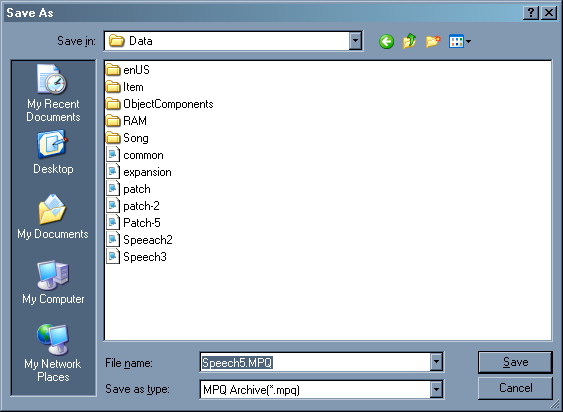 Save As
Save in:
Data
My Recent
Documents
Desktop
My Documents
My Computer
My Network
Places
enUS
Item
ObjectComponents
RAM
Song
common
expansion
patch
patch-2
Patch-5
Speeach2
Speech3
File name:
Speech5.MPQ
Save
Save as type:
MPQ Archive(*.mpq)
Cancel